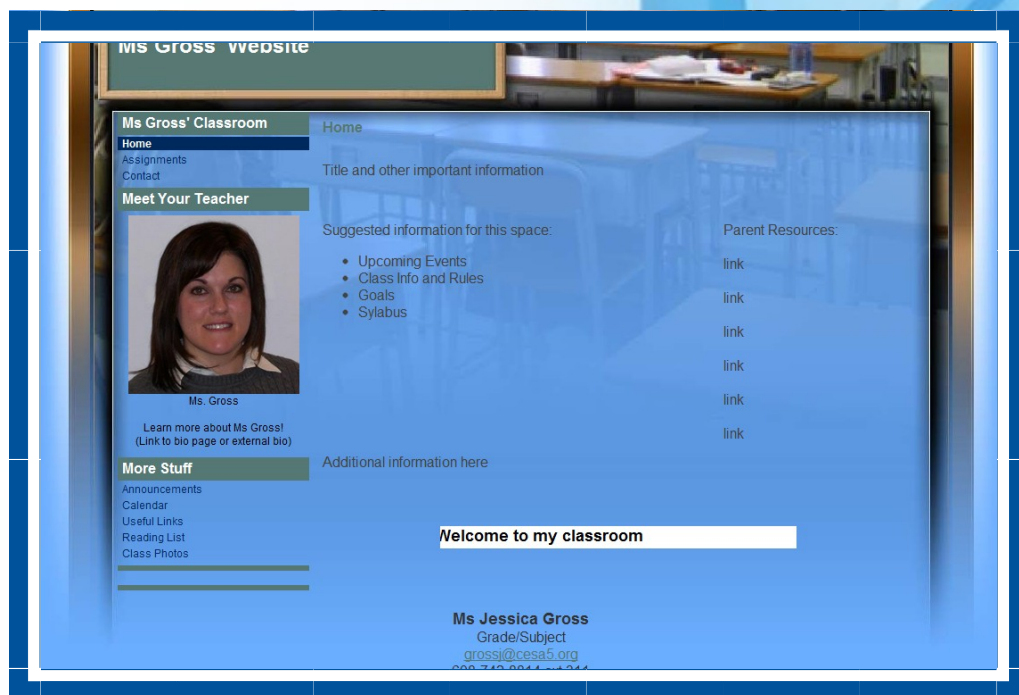 Ms Gross' Website
Ms Gross' Classroom
Home
Assignments
Contact
Meet Your Teacher
Ms. Gross
Learn more about Ms Gross!
(Link to bio page or external bio)
More Stuff
Announcements
Calendar
Useful Links
Reading List
Class Photos
Home
Title and other important information
Suggested information for this space:
• Upcoming Events
• Class Info and Rules
• Goals
• Sylabus
Parent Resources:
link
link
link
link
link
link
Additional information here
Welcome to my classroom
Ms Jessica Gross
Grade/Subject
grossj@cesa5.org